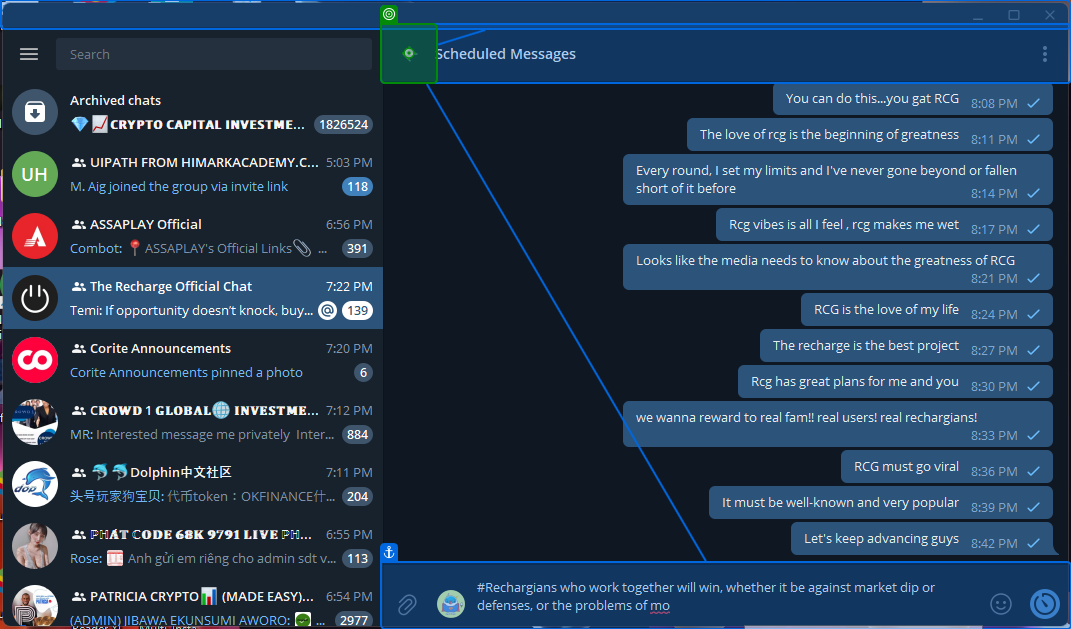 Search
Archived chats
💎📈𝐂𝐑𝐘𝐏𝐓𝐎 𝐂𝐀𝐏𝐈𝐓𝐀𝐋 𝐈𝐍𝐕𝐄𝐒𝐓𝐌𝐄... 1826524
UH
UIPATH FROM HIMARKACADEMY.C... 5:03 PM
M. Aig joined the group via invite link 118
ASSAPLAY Official 6:56 PM
Combot: 📍 ASSAPLAY's Official Links📎 ... 391
The Recharge Official Chat 7:22 PM
Temi: If opportunity doesn’t knock, buy... @ 139
Corite Announcements 7:20 PM
Corite Announcements pinned a photo 6
C𝐑𝐎𝐖𝐃 𝟏 𝐆𝐋𝐎𝐁𝐀𝐋🌐 𝐈𝐍𝐕𝐄𝐒𝐓𝐌𝐄... 7:12 PM
MR: Interested message me privately Inter... 884
🐬 🐬Dolphin中文社区 7:11 PM
头号玩家狗宝贝: 代币token：OKFINANCE什... 204
ℙℍ𝐀́𝐓 ℂ𝐎𝐃𝐄 𝟔𝟖𝐊 𝟗𝟕𝟗𝟏 𝐋𝐈𝐕𝐄 ℙℍ... 6:55 PM
Rose: 📅 Anh gửi em riêng cho admin sdt v... 113
PATRICIA CRYPTO📊 (MADE EASY)... 6:54 PM
(ADMIN) JIBAWA EKUNSUMI AWORO: ... 2977
Scheduled Messages
You can do this...you gat RCG 8:08 PM
The love of rcg is the beginning of greatness 8:11 PM
Every round, I set my limits and I've never gone beyond or fallen
short of it before 8:14 PM
Rcg vibes is all I feel , rcg makes me wet 8:17 PM
Looks like the media needs to know about the greatness of RCG
8:21 PM
RCG is the love of my life 8:24 PM
The recharge is the best project 8:27 PM
Rcg has great plans for me and you 8:30 PM
we wanna reward to real fam!! real users! real rechargians!
8:33 PM
RCG must go viral 8:36 PM
It must be well-known and very popular 8:39 PM
Let's keep advancing guys 8:42 PM
#Rechargians who work together will win, whether it be against market dip or
defenses, or the problems of mo